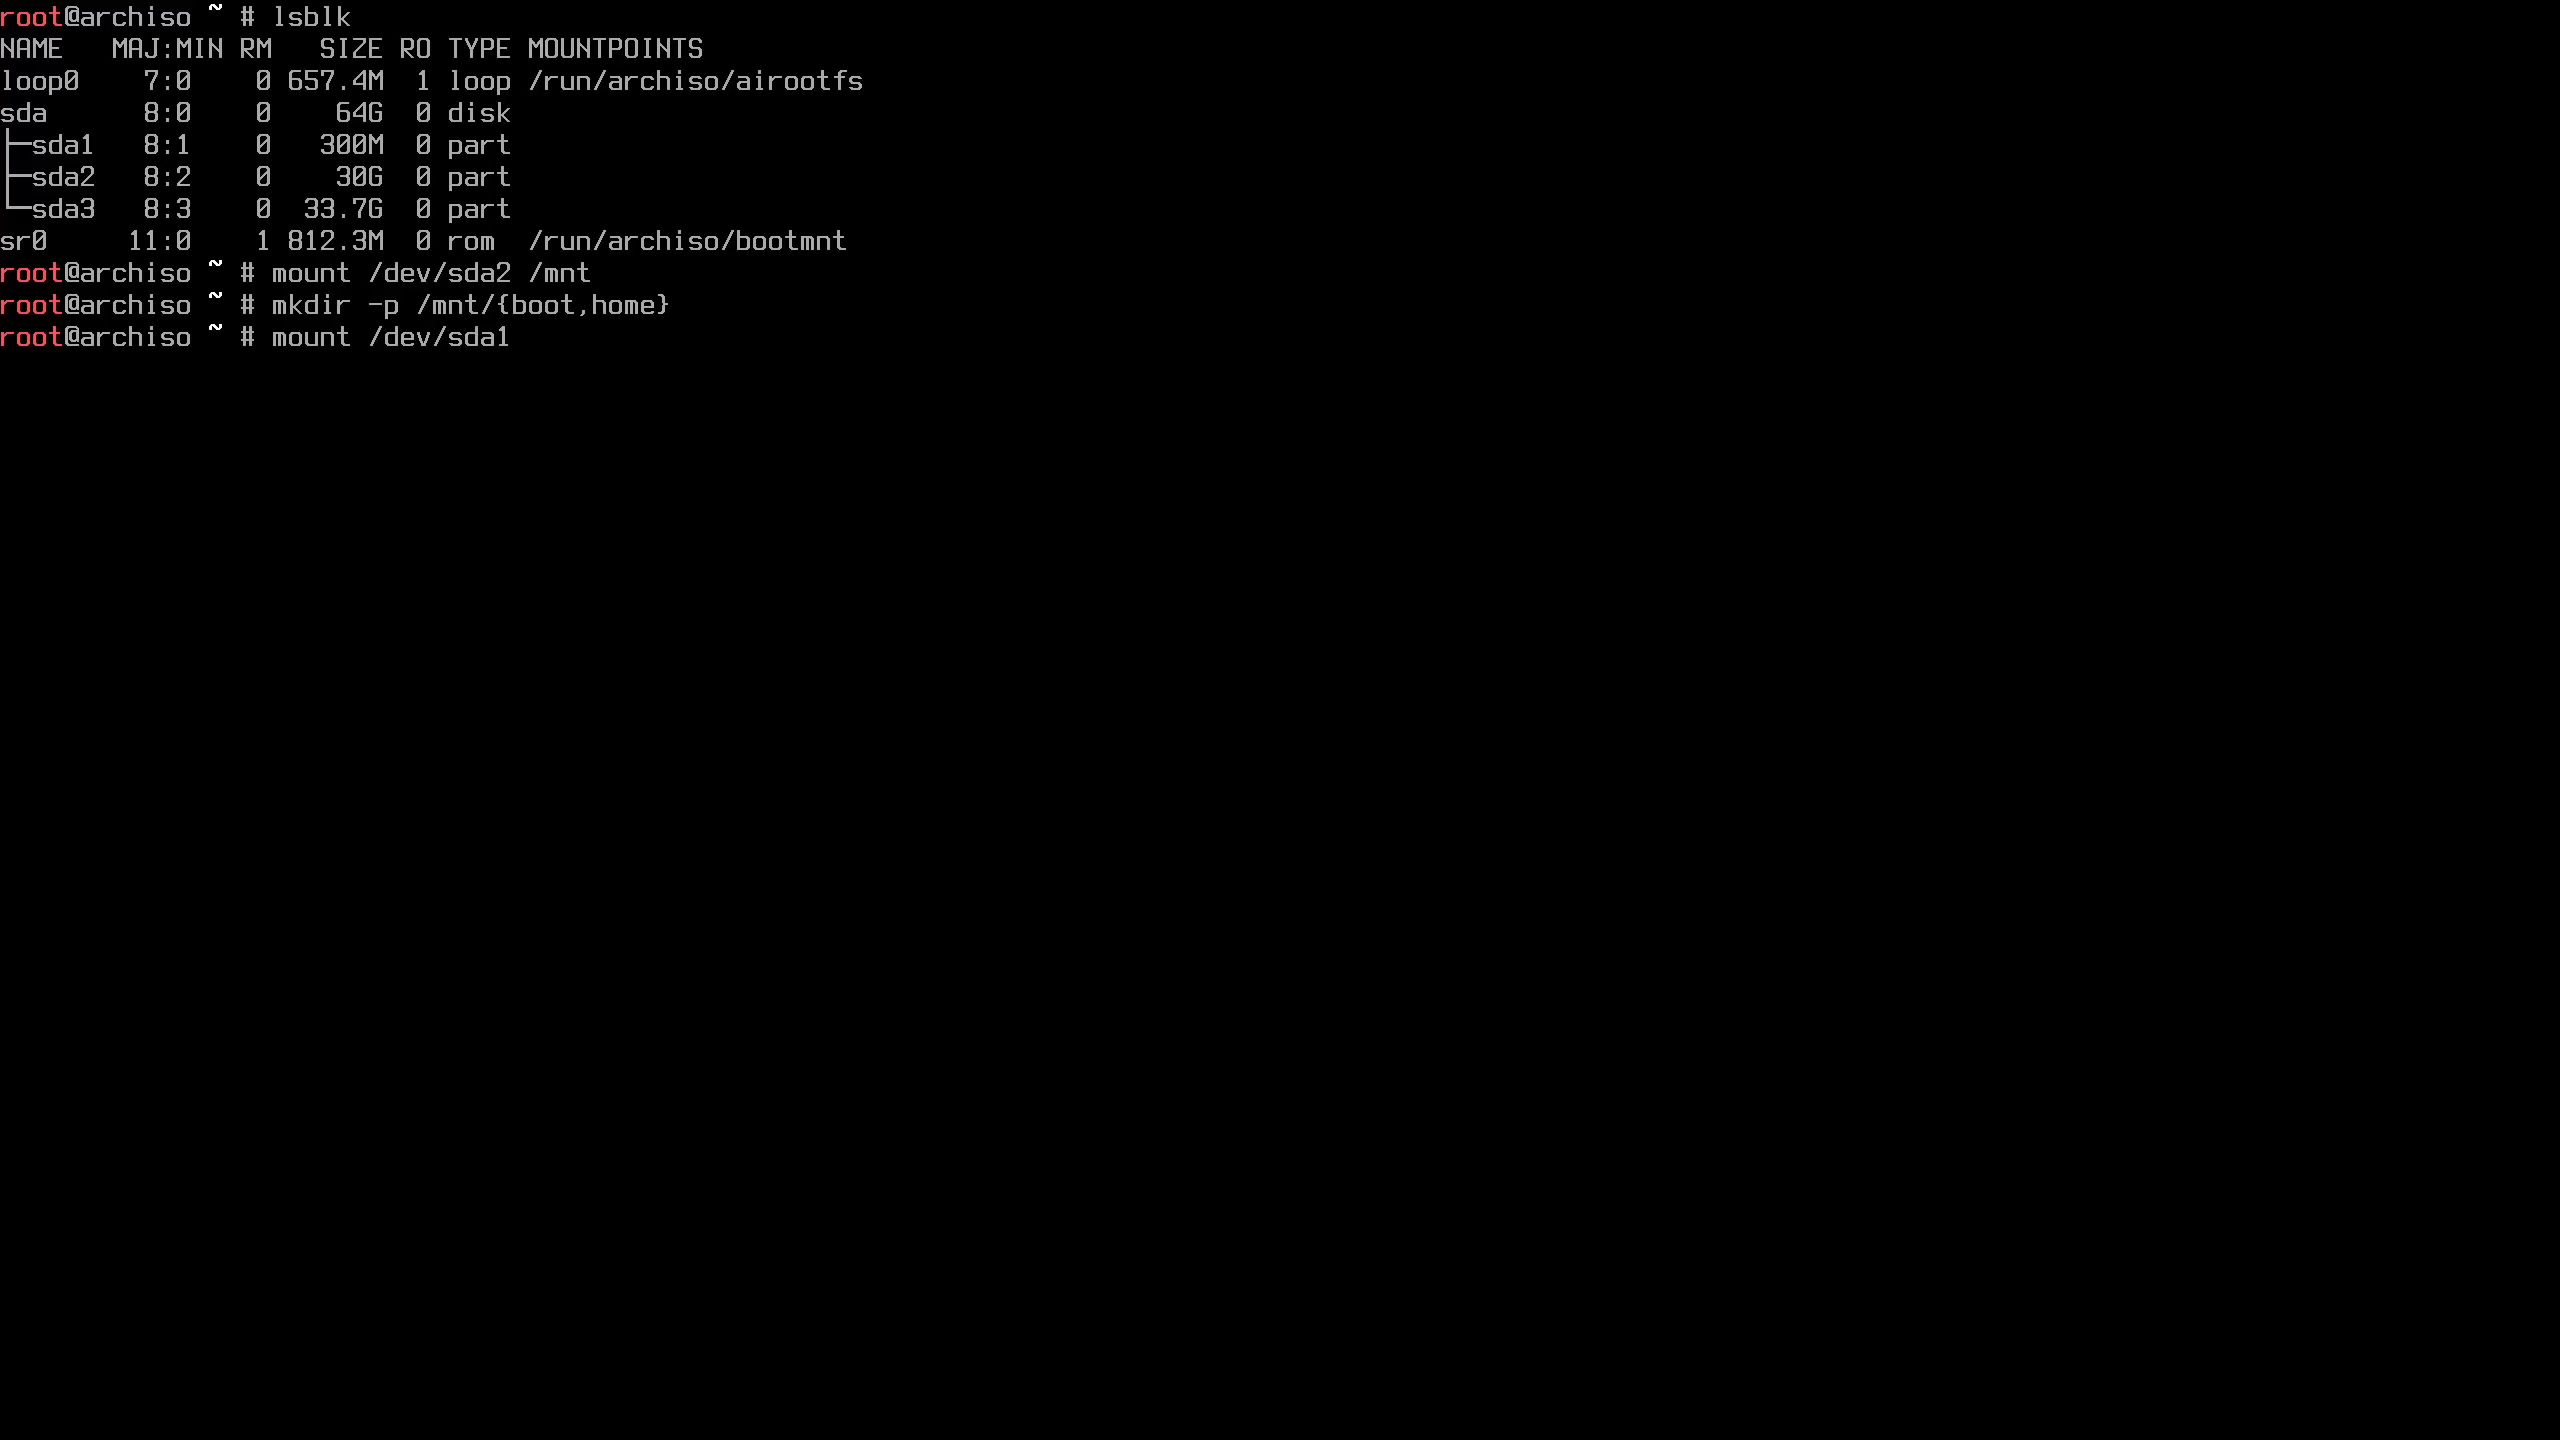 root@archiso ~ # lsblk
NAME   MAJ:MIN RM   SIZE RO TYPE MOUNTPOINTS
loop0    7:0    0 657.4M  1 loop /run/archiso/airootfs
sda      8:0    0    64G  0 disk
├─sda1   8:1    0   300M  0 part
├─sda2   8:2    0    30G  0 part
└─sda3   8:3    0  33.7G  0 part
sr0     11:0    1 812.3M  0 rom  /run/archiso/bootmnt
root@archiso ~ # mount /dev/sda2 /mnt
root@archiso ~ # mkdir -p /mnt/{boot,home}
root@archiso ~ # mount /dev/sda1